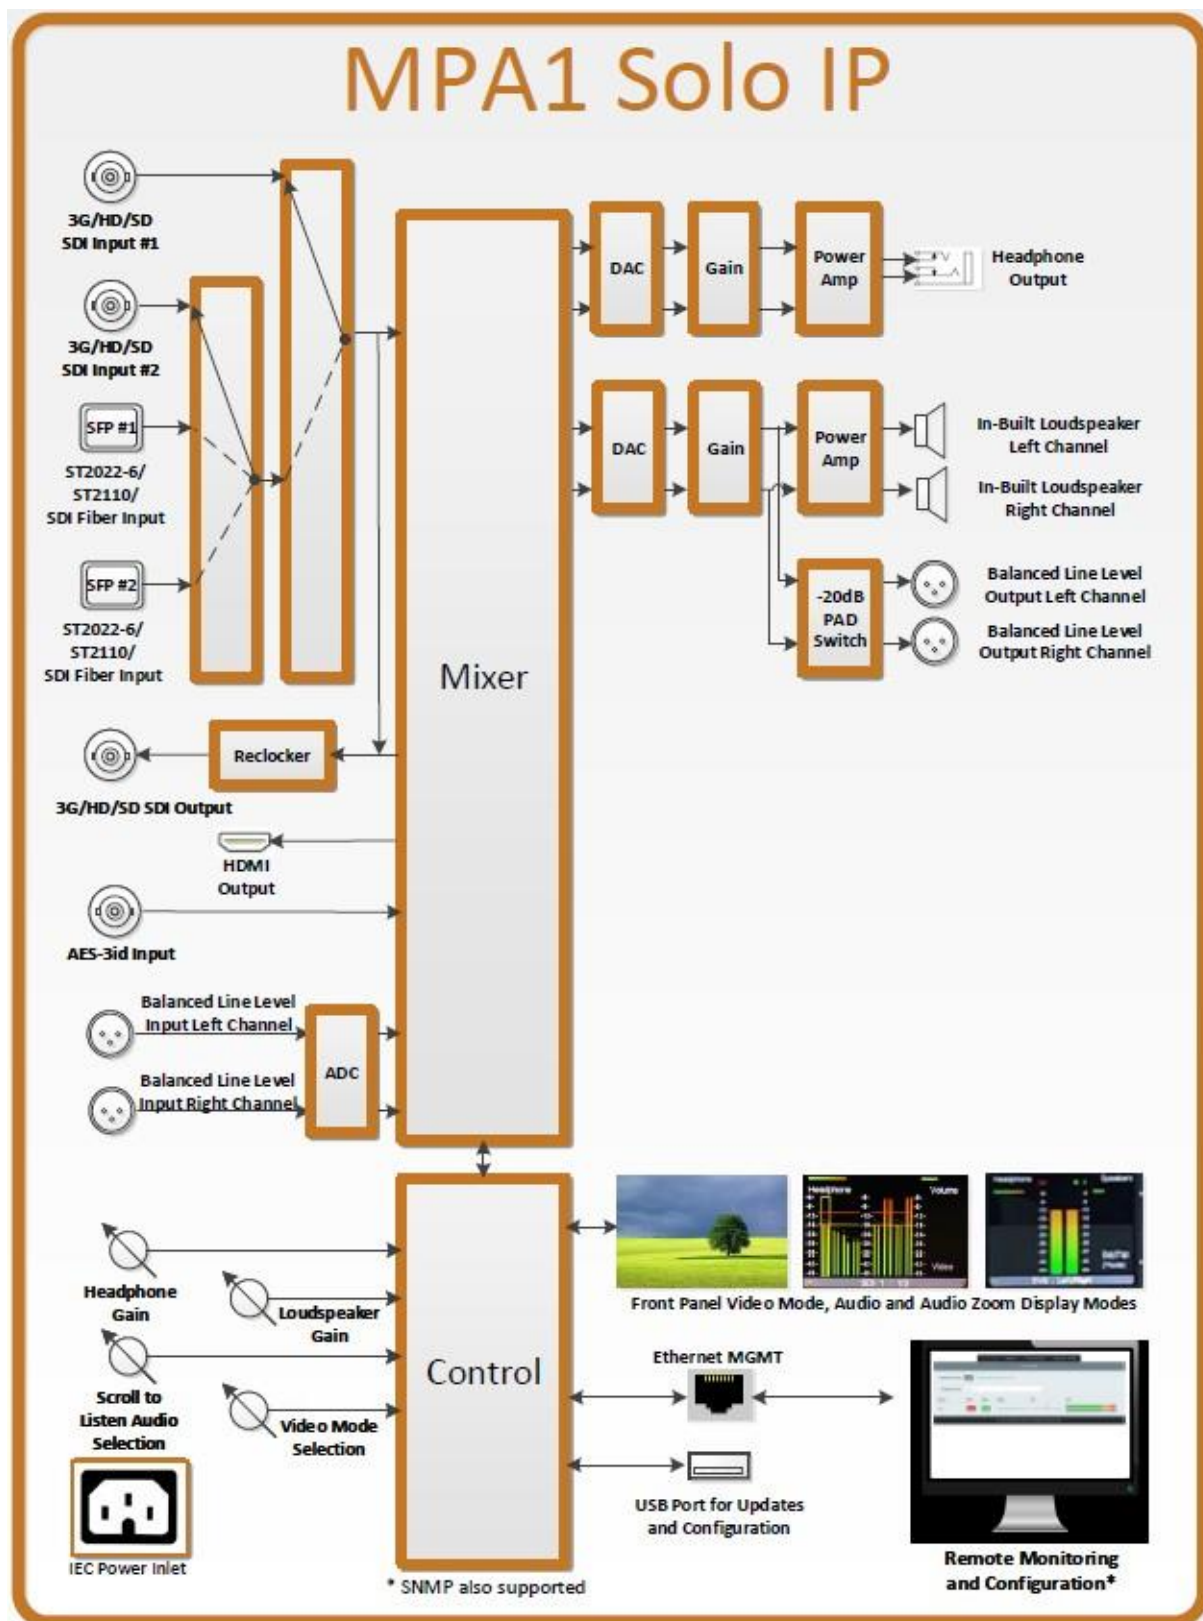 MPA1 Solo IP
3G/HD/SD
SDI Input #1
3G/HD/SD
SDI Input #2
SFP #1
ST2022-6/
ST2110/
SDI Fiber Input
SFP #2
ST2022-6/
ST2110/
SDI Fiber Input
Mixer
DAC
Gain
Power
Amp
Headphone
Output
DAC
Gain
Power
Amp
In-Built Loudspeaker
Left Channel
In-Built Loudspeaker
Right Channel
-20dB
PAD
Switch
Balanced Line Level
Output Left Channel
Balanced Line Level
Output Right Channel
Reclocker
3G/HD/SD SDI Output
HDMI
Output
AES-3id Input
Balanced Line Level
Input Left Channel
Balanced Line Level
Input Right Channel
ADC
Control
Headphone
Gain
Loudspeaker
Gain
Scroll to
Listen Audio
Selection
Video Mode
Selection
IEC Power Inlet
Headphone
Volume
Video
Headphone
Speakers
Front Panel Video Mode, Audio and Audio Zoom Display Modes
Ethernet MGMT
USB Port for Updates
and Configuration
Remote Monitoring
and Configuration*
* SNMP also supported